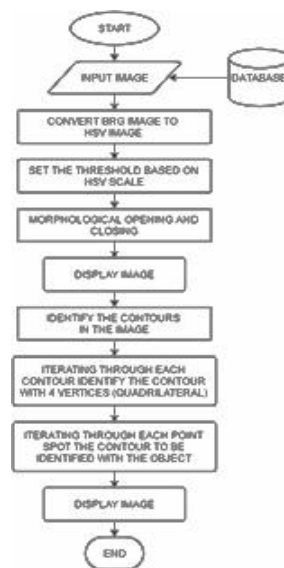 START
INPUT IMAGE
DATABASE
CONVERT BRG IMAGE TO
HSV IMAGE
SET THE THRESHOLD BASED ON
HSV SCALE
MORPHOLOGICAL OPENING AND
CLOSING
DISPLAY IMAGE
IDENTIFY THE CONTOURS
IN THE IMAGE
ITERATING THROUGH EACH
CONTOUR IDENTIFY THE CONTOUR
WITH 4 VERTICES (QUADRILATERAL)
ITERATING THROUGH EACH POINT
SPOT THE CONTOUR TO BE
IDENTIFIED WITH THE OBJECT
DISPLAY IMAGE
END